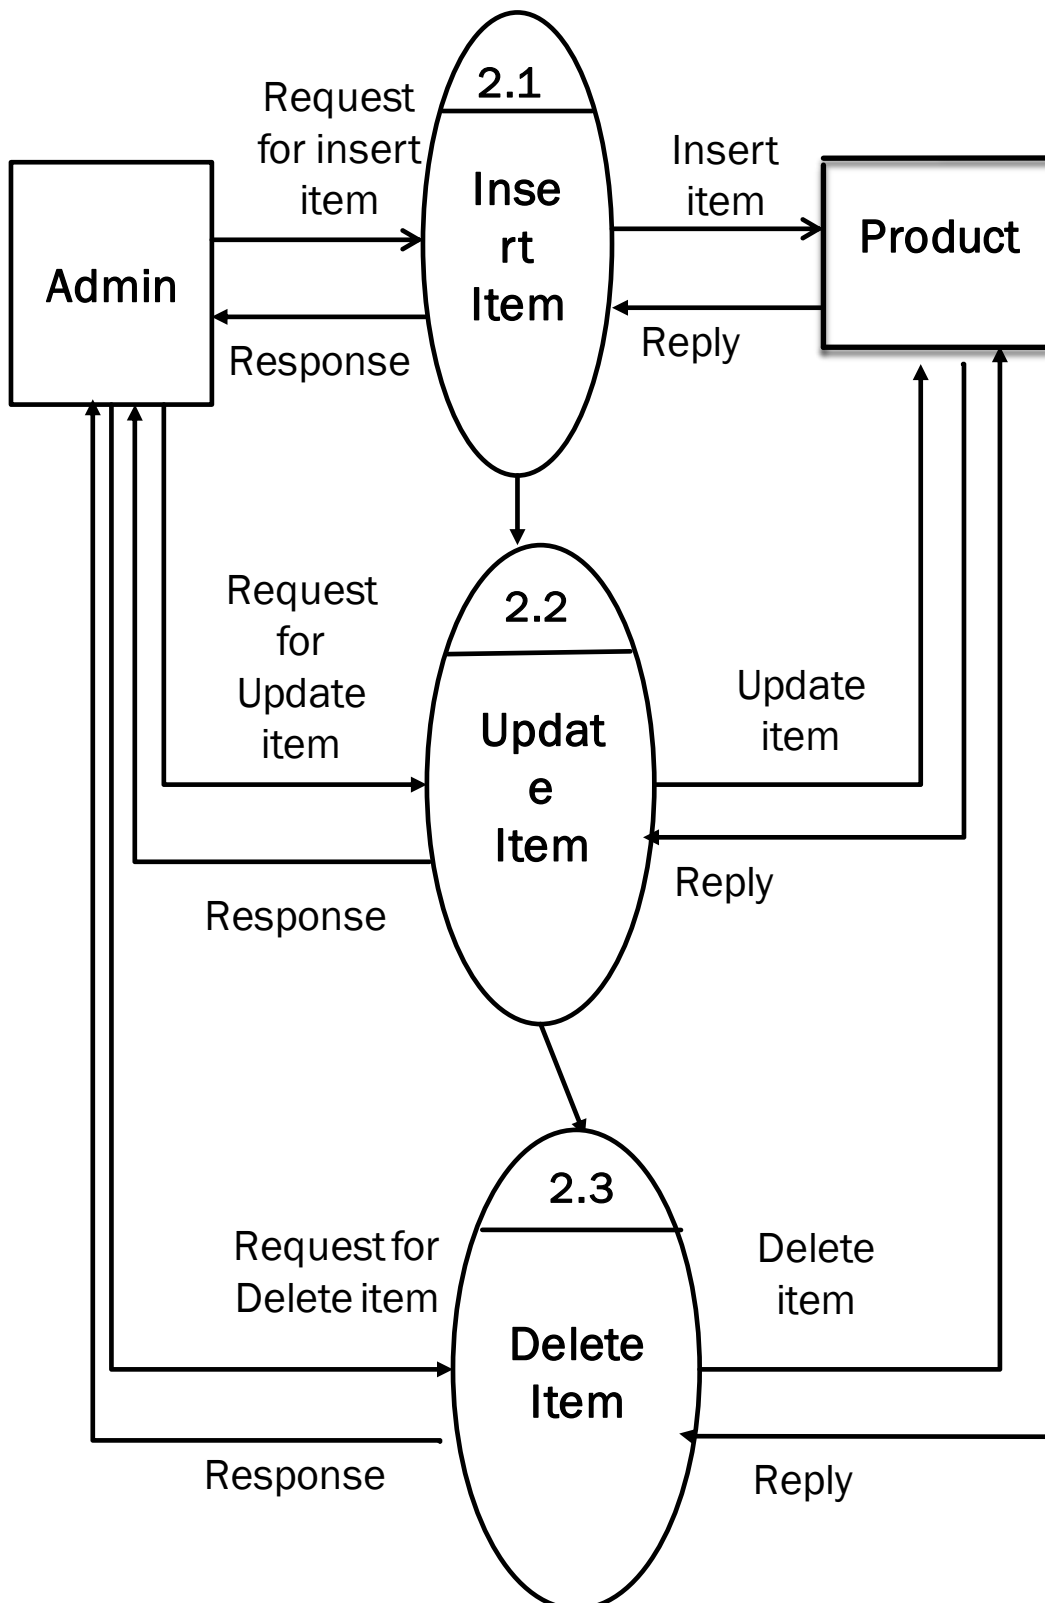 2.1
Request
for insert
item
Inse
rt
Item
Insert
item
Product
Admin
Response
Reply
2.2
Request
for
Update
item
Updat
e
Item
Update
item
Response
Reply
2.3
Request for
Delete item
Delete
Item
Delete
item
Response
Reply